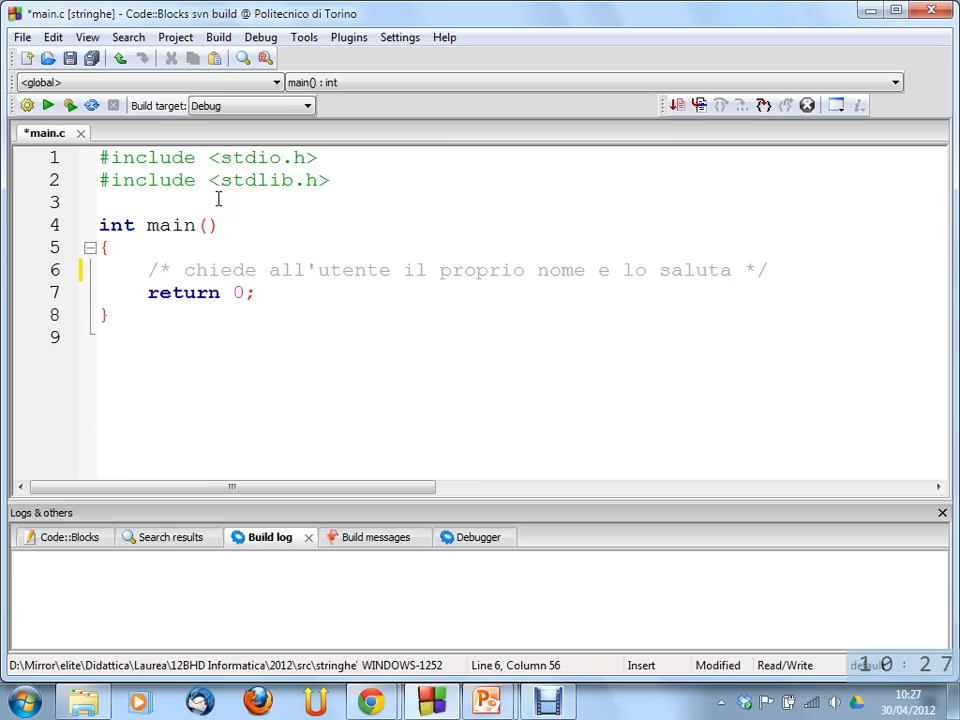 *main.c [stringhe] - Code::Blocks svn build @ Politecnico di Torino
File Edit View Search Project Build Debug Tools Plugins Settings Help
<global> main() : int
Build target: Debug
*main.c
1 #include <stdio.h>
2 #include <stdlib.h>
3
4 int main()
5 {
6 /* chiede all'utente il proprio nome e lo saluta */
7 return 0;
8 }
9
Logs & others
Code::Blocks Search results Build log Build messages Debugger
D:\Mirror\elite\Didattica\Laurea\12BHD Informatica\2012\src\stringhe WINDOWS-1252 Line 6, Column 56 Insert Modified Read/Write default
10:27
10:27
30/04/2012